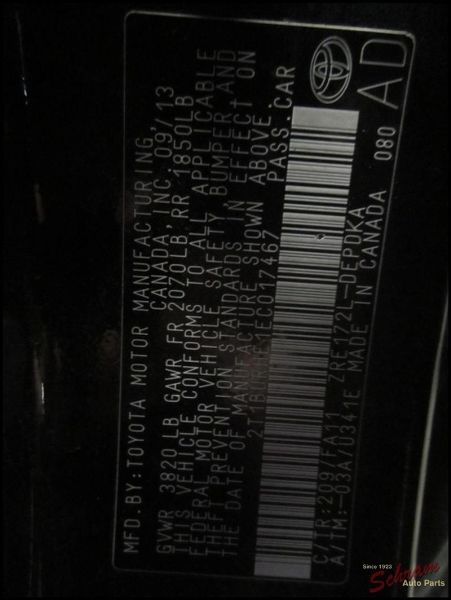 MFD. BY: TOYOTA MOTOR MANUFACTURING,
CANADA, INC. 09/13
GVWR 3820 LB GAWR FR 2070LB, RR 1850LB
THIS VEHICLE CONFORMS TO ALL APPLICABLE
FEDERAL MOTOR VEHICLE SAFETY, BUMPER AND
THEFT PREVENTION STANDARDS IN EFFECT ON
THE DATE OF MANUFACTURE SHOWN ABOVE.
PASS. CAR
C/TR: 209/FA11 ZRE172L-DEPDKA
A/TM: -03A/U341E MADE IN CANADA 080
AD
Since 1923
Schram
Auto Parts